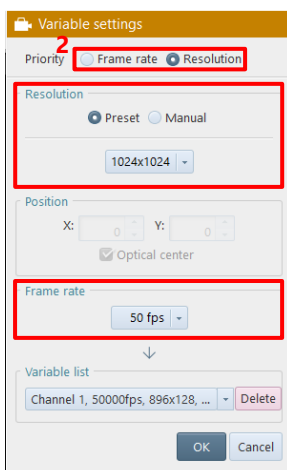 Variable settings
2
Priority Frame rate Resolution
Resolution
Preset Manual
1024x1024
Position
X: 0 Y: 0
Optical center
Frame rate
50 fps
Variable list
Channel 1, 50000fps, 896x128, ... Delete
OK Cancel